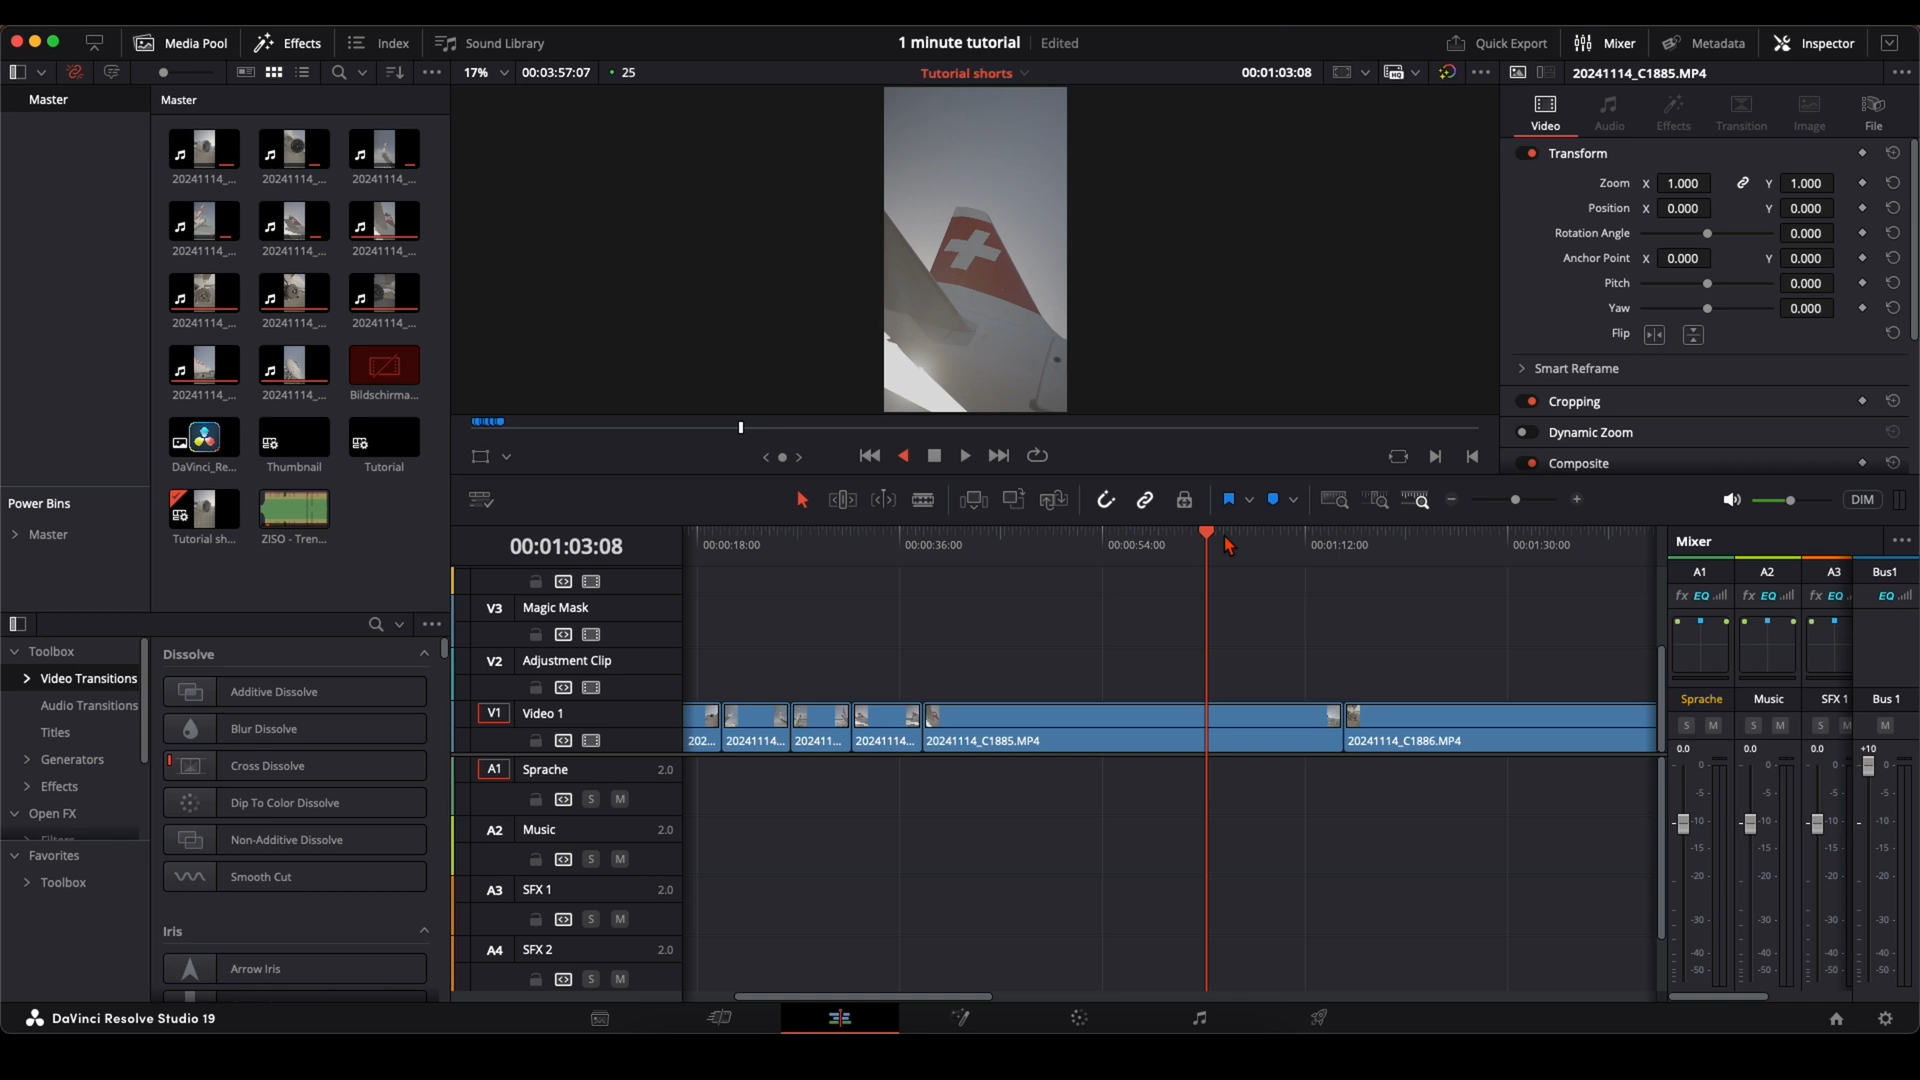 Media Pool
Effects
Index
Sound Library
1 minute tutorial
Edited
Quick Export
Mixer
Metadata
Inspector
17%
00:03:57:07
25
Tutorial shorts
00:01:03:08
20241114_C1885.MP4
Master
Master
Video
Audio
Effects
Transition
Image
File
Transform
Zoom X 1.000 Y 1.000
Position X 0.000 Y 0.000
Rotation Angle 0.000
Anchor Point X 0.000 Y 0.000
Pitch 0.000
Yaw 0.000
Flip
Smart Reframe
Cropping
Dynamic Zoom
Composite
20241114_... 20241114_... 20241114_...
20241114_... 20241114_... 20241114_...
20241114_... 20241114_... 20241114_...
20241114_... 20241114_... Bildschirma...
DaVinci_Re... Thumbnail Tutorial
Tutorial sh... ZISO - Tren...
Power Bins
Master
DIM
00:01:03:08
00:00:18:00
00:00:36:00
00:00:54:00
00:01:12:00
00:01:30:00
V3 Magic Mask
V2 Adjustment Clip
V1 Video 1
202... 20241114... 202411... 20241114... 20241114_C1885.MP4 20241114_C1886.MP4
A1 Sprache 2.0
S M
A2 Music 2.0
S M
A3 SFX 1 2.0
S M
A4 SFX 2 2.0
S M
Toolbox
Video Transitions
Audio Transitions
Titles
Generators
Effects
Open FX
Favorites
Toolbox
Dissolve
Additive Dissolve
Blur Dissolve
Cross Dissolve
Dip To Color Dissolve
Non-Additive Dissolve
Smooth Cut
Iris
Arrow Iris
Mixer
A1 A2 A3 Bus1
fx EQ fx EQ fx EQ EQ
Sprache Music SFX 1 Bus 1
S M S M S M M
0.0 0.0 0.0 +10
0 0 0 0
-5 -5 -5 -5
-10 -10 -10 -10
-15 -15 -15 -15
-20 -20 -20 -20
-30 -30 -30 -30
-40 -40 -40 -40
-50 -50 -50 -50
DaVinci Resolve Studio 19